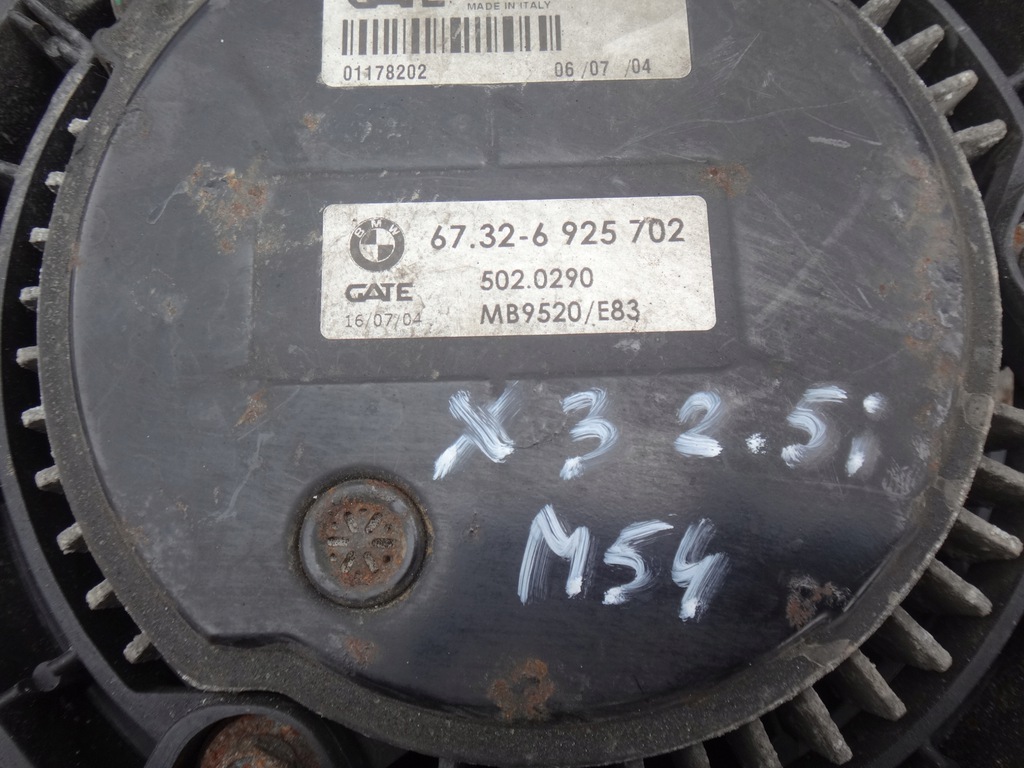 GATE MADE IN ITALY
01178202 06/07 /04
BMW 67.32-6 925 702
GATE 502.0290
16/07/04 MB9520/E83
X3 2.5i
M54